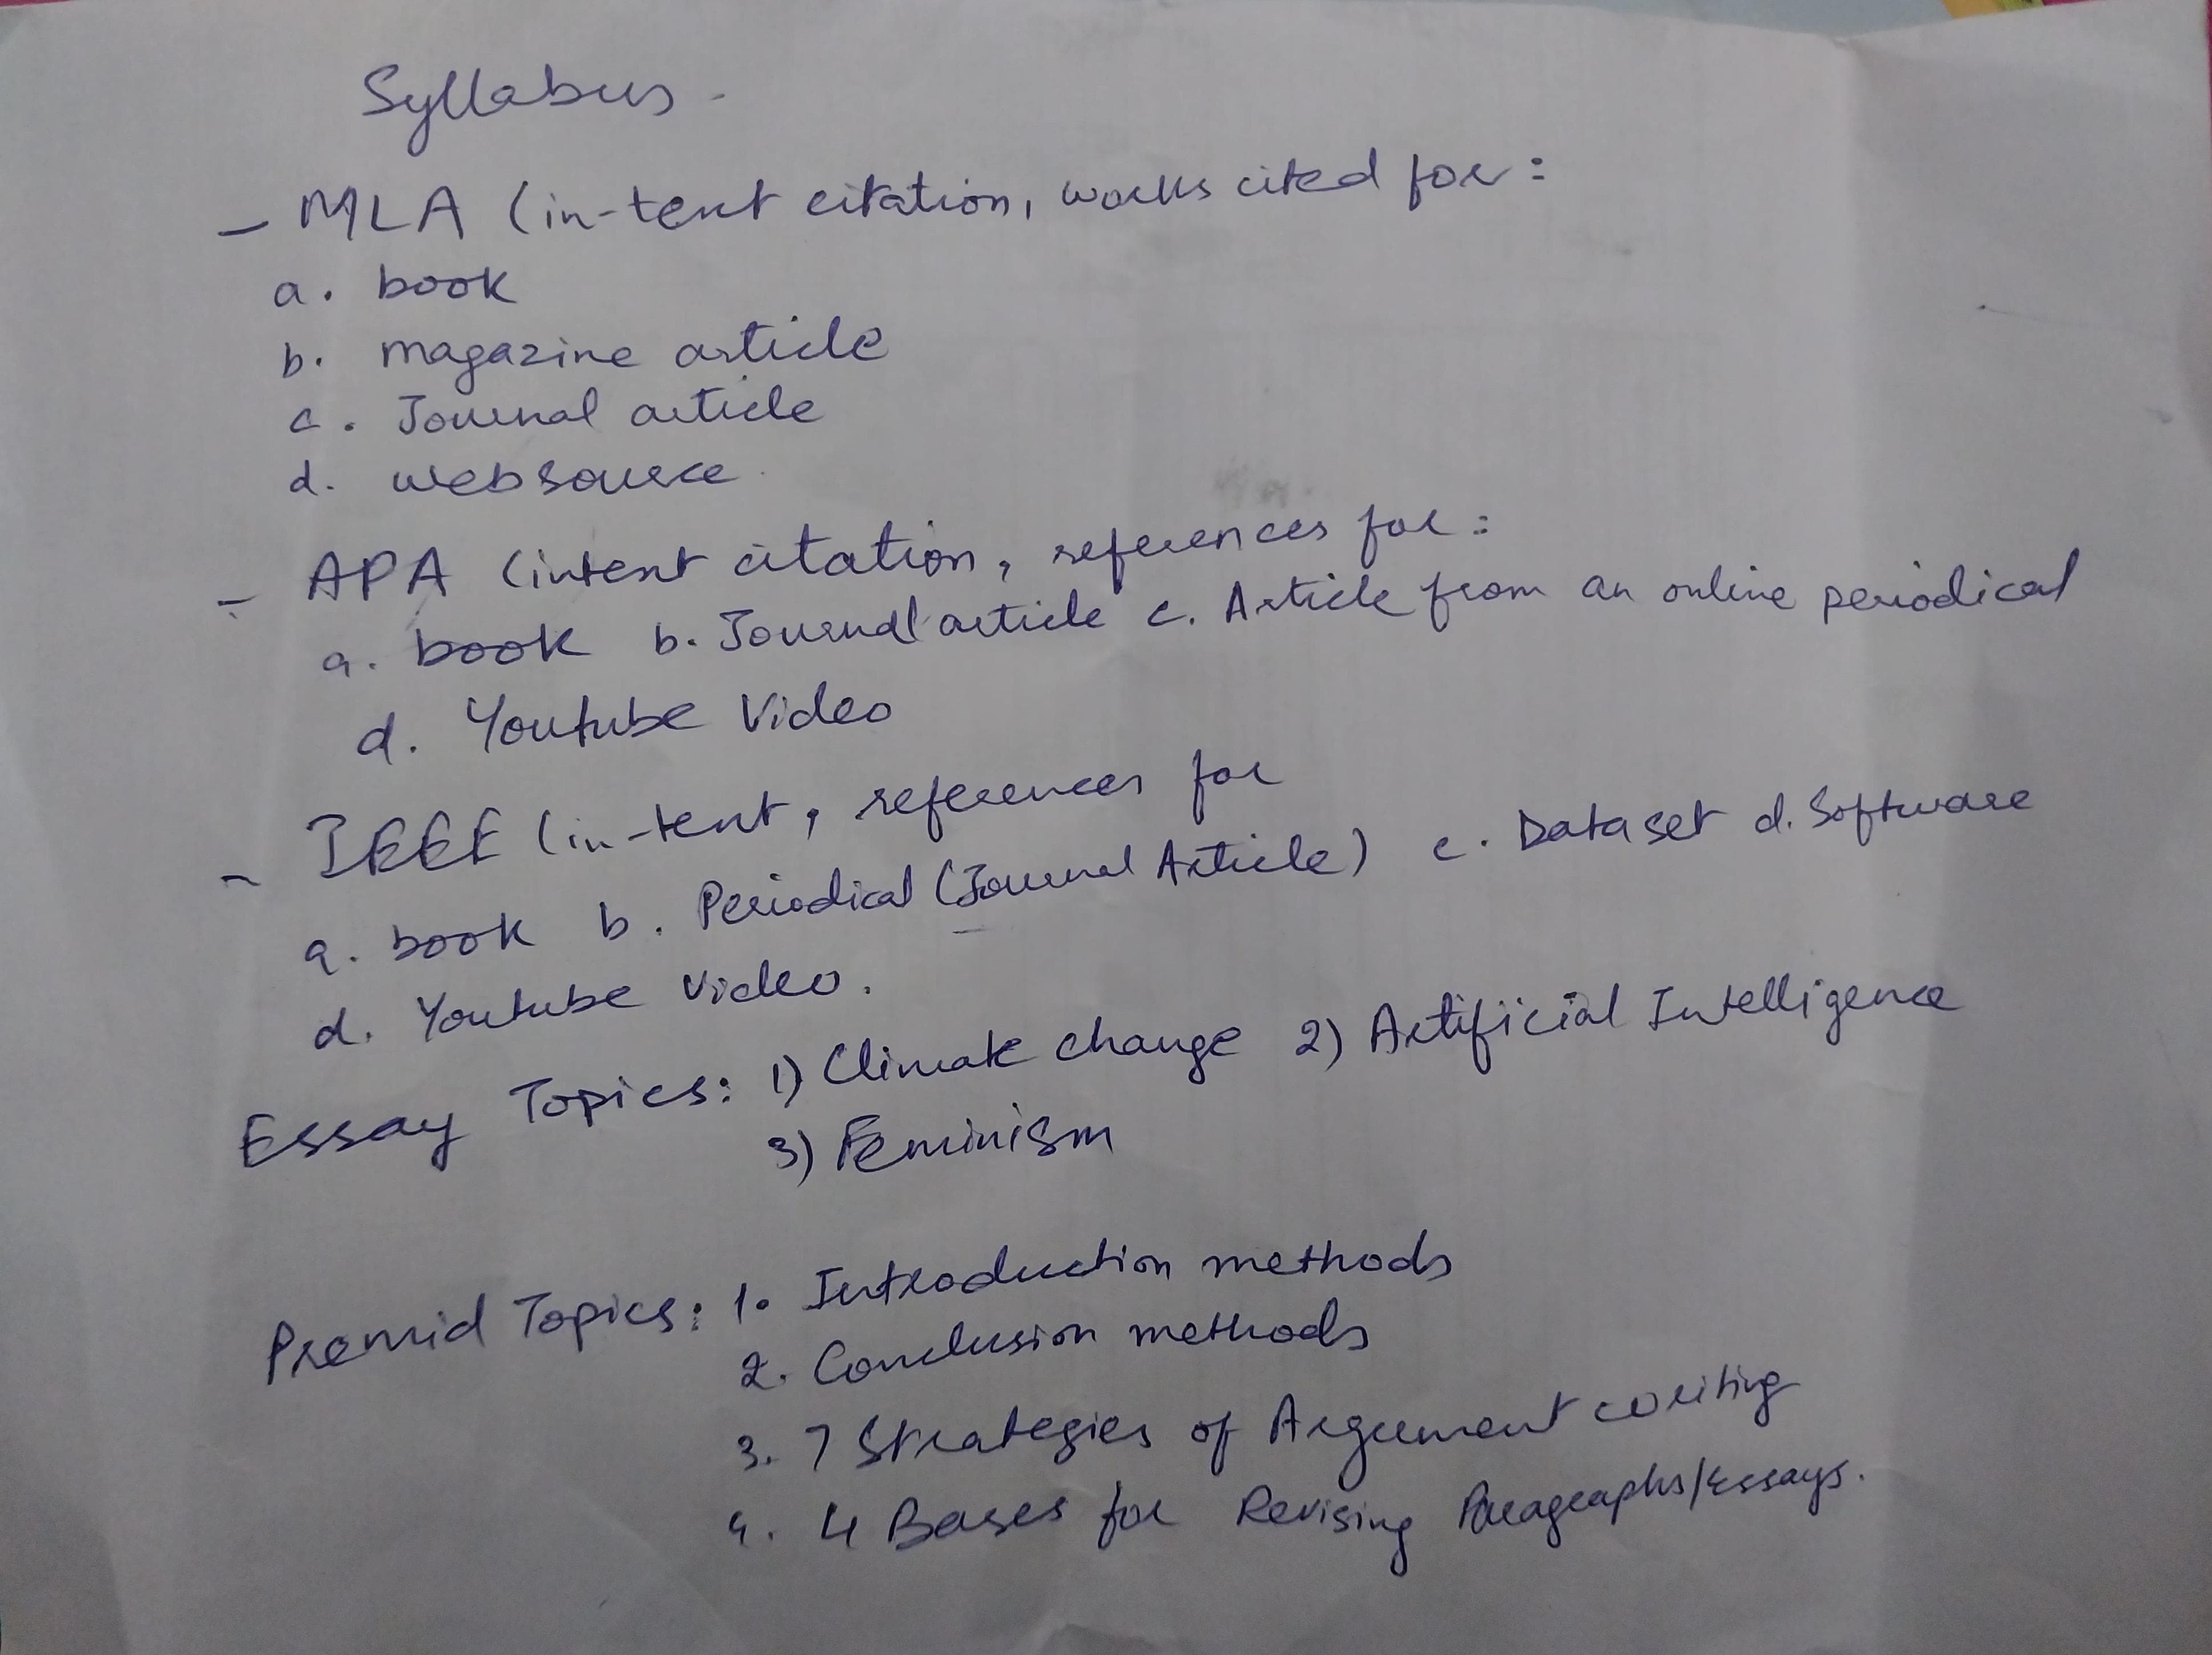 Syllabus -
- MLA (in-text citation, works cited for:
a. book
b. magazine article
c. Journal article
d. websource
- APA (intext citation, references for:
a. book b. Journal article c. Article from an online periodical
d. Youtube Video
- IEEE (in-text, references for
a. book b. Periodical (Journal Article) c. Dataset d. Software
d. Youtube Video.
Essay Topics: 1) Climate change 2) Artificial Intelligence
3) Feminism
Premid Topics: 1. Introduction methods
2. Conclusion methods
3. 7 Strategies of Argument writing
4. 4 Bases for Revising Paragraphs/Essays.